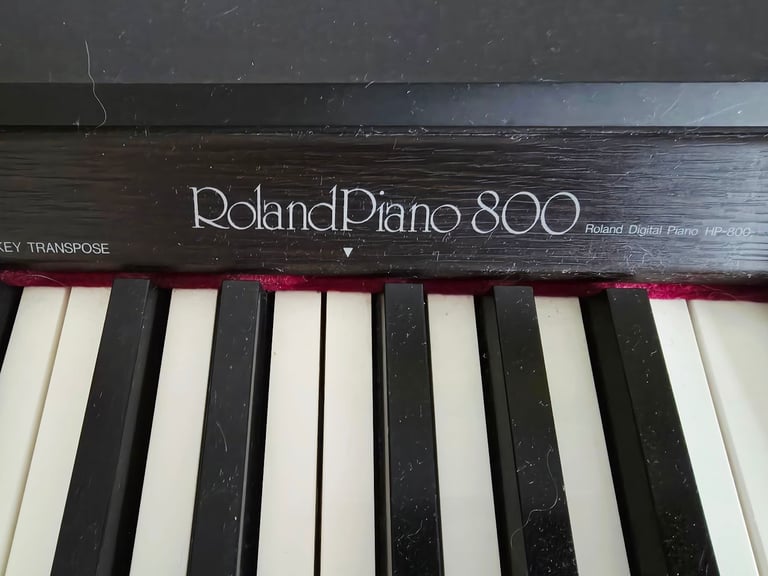 RolandPiano 800
Roland Digital Piano HP-800
KEY TRANSPOSE